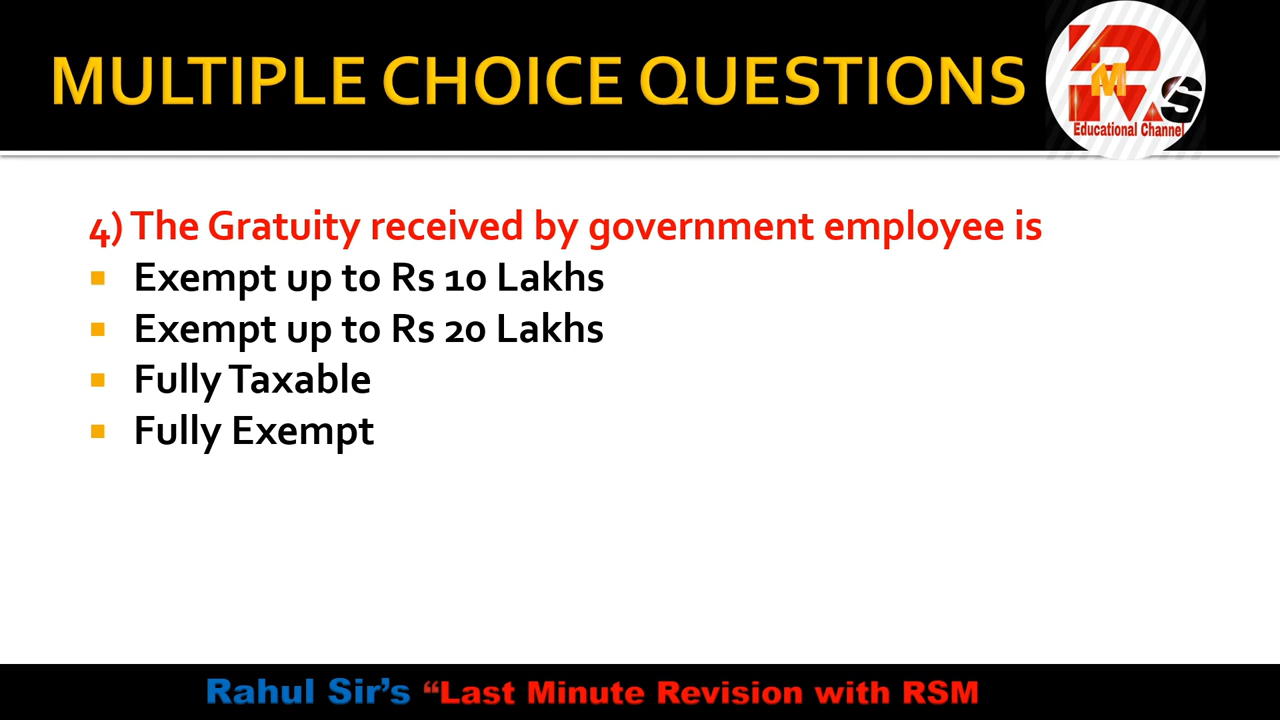 MULTIPLE CHOICE QUESTIONS
RMS
Educational Channel
4) The Gratuity received by government employee is
Exempt up to Rs 10 Lakhs
Exempt up to Rs 20 Lakhs
Fully Taxable
Fully Exempt
Rahul Sir's “Last Minute Revision with RSM